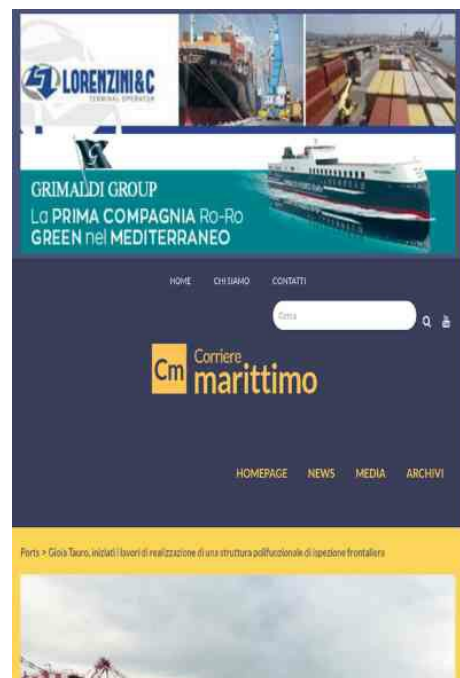 LORENZINI&C
TERMINAL OPERATOR
GRIMALDI GROUP
La PRIMA COMPAGNIA Ro-Ro
GREEN nel MEDITERRANEO
HOME CHI SIAMO CONTATTI
Cerca
Cm Corriere
marittimo
HOMEPAGE NEWS MEDIA ARCHIVI
Ports > Gioia Tauro, iniziati i lavori di realizzazione di una struttura polifuzzionale di ispezione frontaliera